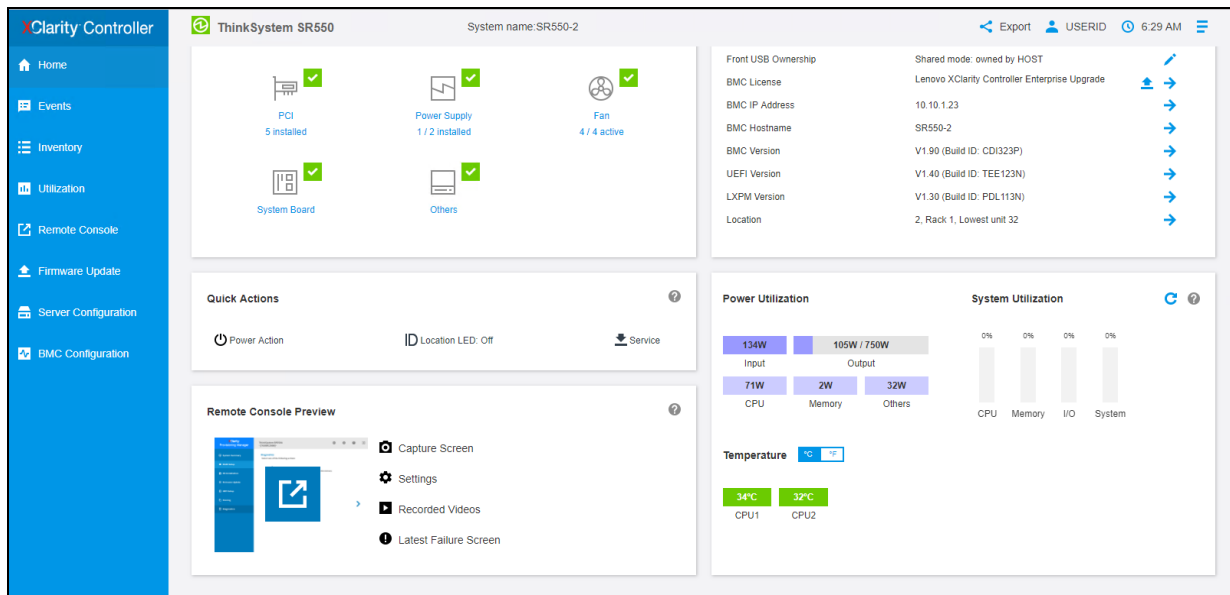 XClarity Controller
ThinkSystem SR550
System name:SR550-2
Export
USERID
6:29 AM
Home
Events
Inventory
Utilization
Remote Console
Firmware Update
Server Configuration
BMC Configuration
PCI
5 installed
Power Supply
1 / 2 installed
Fan
4 / 4 active
System Board
Others
Front USB Ownership Shared mode: owned by HOST
BMC License Lenovo XClarity Controller Enterprise Upgrade
BMC IP Address 10.10.1.23
BMC Hostname SR550-2
BMC Version V1.90 (Build ID: CDI323P)
UEFI Version V1.40 (Build ID: TEE123N)
LXPM Version V1.30 (Build ID: PDL113N)
Location 2, Rack 1, Lowest unit 32
Quick Actions
Power Action
Location LED: Off
Service
Remote Console Preview
Capture Screen
Settings
Recorded Videos
Latest Failure Screen
Power Utilization
134W 105W / 750W
Input Output
71W 2W 32W
CPU Memory Others
System Utilization
0% 0% 0% 0%
CPU Memory I/O System
Temperature °C °F
34°C 32°C
CPU1 CPU2